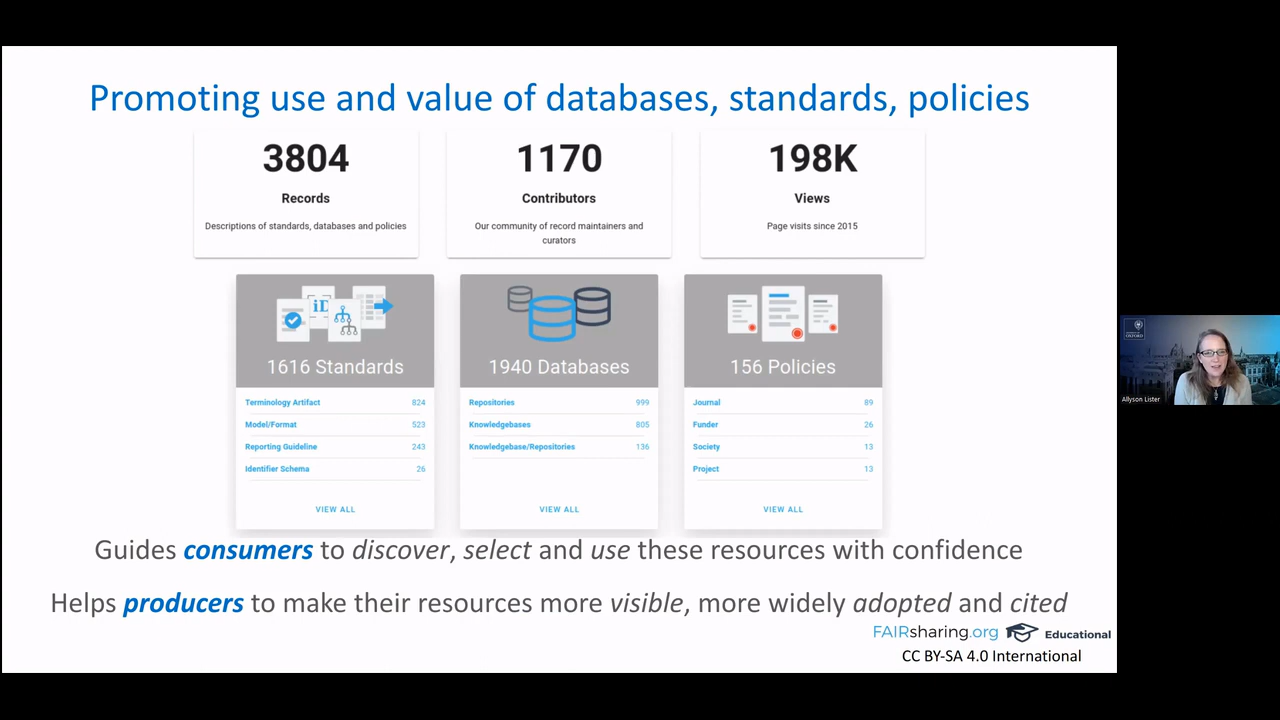 Promoting use and value of databases, standards, policies
3804
Records
Descriptions of standards, databases and policies
1170
Contributors
Our community of record maintainers and
curators
198K
Views
Page visits since 2015
iD
1616 Standards
Terminology Artifact 824
Model/Format 523
Reporting Guideline 243
Identifier Schema 26
VIEW ALL
1940 Databases
Repositories 999
Knowledgebases 805
Knowledgebase/Repositories 136
VIEW ALL
156 Policies
Journal 89
Funder 26
Society 13
Project 13
VIEW ALL
Guides consumers to discover, select and use these resources with confidence
Helps producers to make their resources more visible, more widely adopted and cited
FAIRsharing.org Educational
CC BY-SA 4.0 International
OXFORD
Allyson Lister